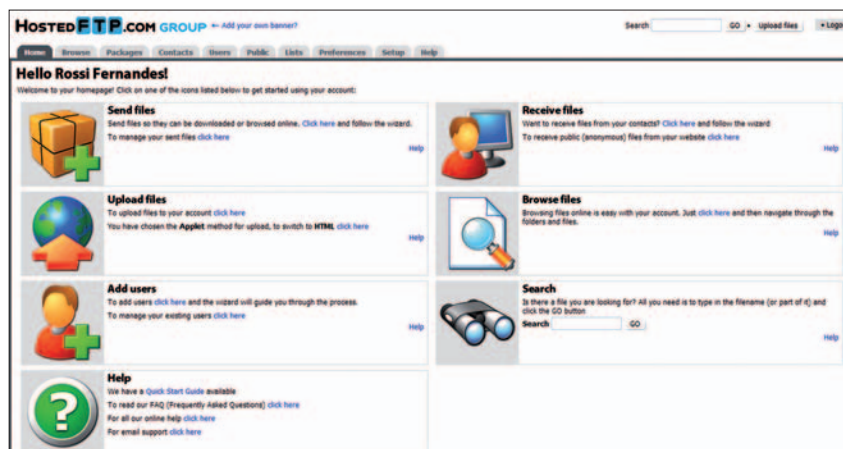 HOSTEDFTP.COM GROUP ← Add your own banner?
Search GO ▸ Upload files ▸ Logo
Home Browse Packages Contacts Users Public Lists Preferences Setup Help
Hello Rossi Fernandes!
Welcome to your homepage! Click on one of the icons listed below to get started using your account:
Send files
Send files so they can be downloaded or browsed online. Click here and follow the wizard.
To manage your sent files click here
Help
Receive files
Want to receive files from your contacts? Click here and follow the wizard
To receive public (anonymous) files from your website click here
Help
Upload files
To upload files to your account click here
You have chosen the Applet method for upload, to switch to HTML click here
Help
Browse files
Browsing files online is easy with your account. Just click here and then navigate through the
folders and files.
Help
Add users
To add users click here and the wizard will guide you through the process.
To manage your existing users click here
Help
Search
Is there a file you are looking for? All you need is to type in the filename (or part of it) and
click the GO button
Search GO
Help
Help
We have a Quick Start Guide available
To read our FAQ (Frequently Asked Questions) click here
For all our online help click here
For email support click here